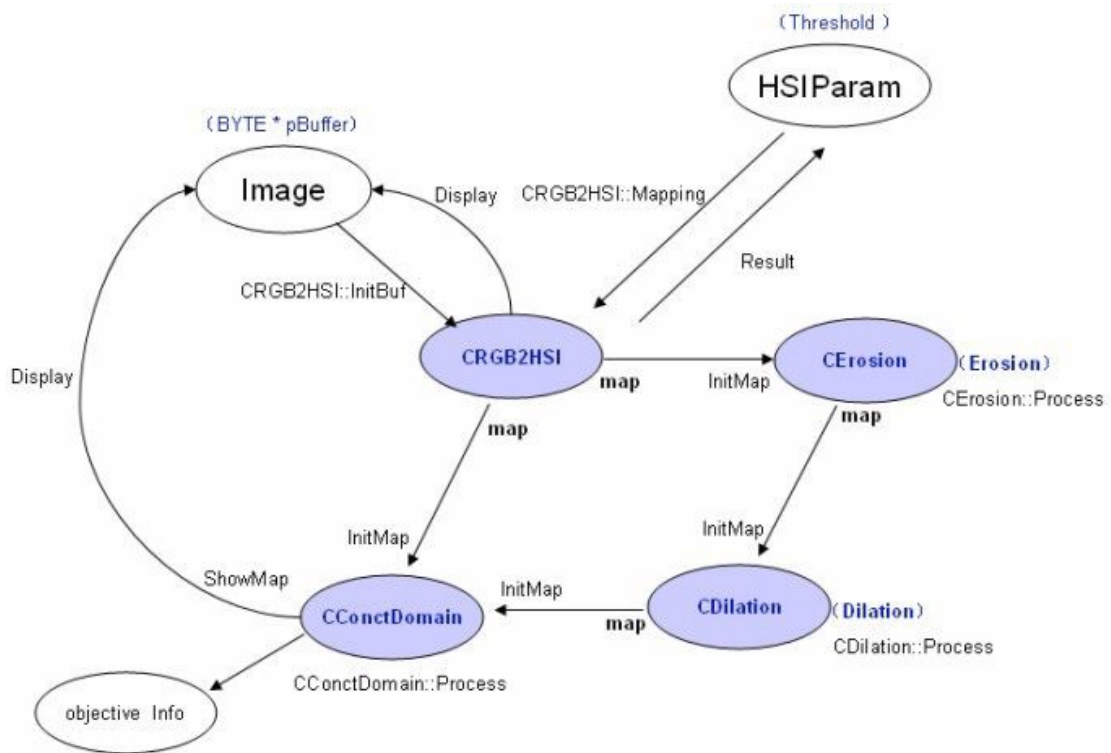 (Threshold )
HSIParam
(BYTE * pBuffer)
Image
Display
CRGB2HSI::Mapping
Result
CRGB2HSI::InitBuf
CRGB2HSI
map
InitMap
CErosion
(Erosion)
CErosion::Process
map
map
Display
InitMap
InitMap
ShowMap
InitMap
CConctDomain
CConctDomain::Process
map
CDilation
(Dilation)
CDilation::Process
objective Info